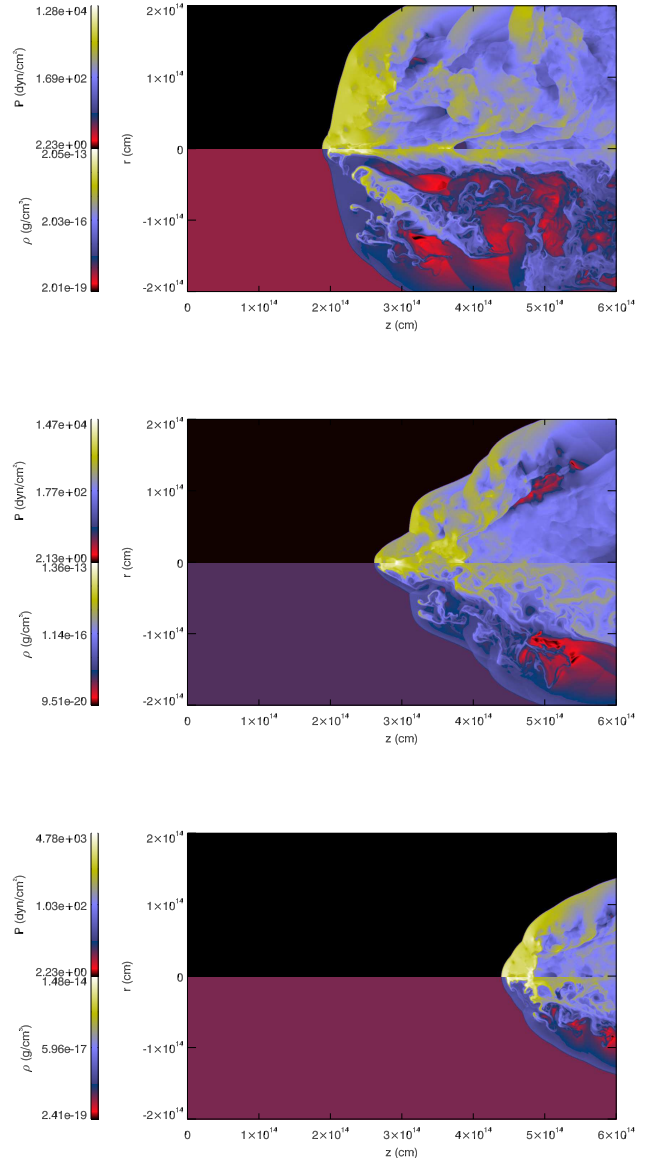 1.28e+04
P (dyn/cm²)
1.69e+02
2.23e+00
2.05e-13
ρ (g/cm³)
2.03e-16
2.01e-19
r (cm)
2×10¹⁴
1×10¹⁴
0
-1×10¹⁴
-2×10¹⁴
0 1×10¹⁴ 2×10¹⁴ 3×10¹⁴ 4×10¹⁴ 5×10¹⁴ 6×10¹⁴
z (cm)
1.47e+04
P (dyn/cm²)
1.77e+02
2.13e+00
1.36e-13
ρ (g/cm³)
1.14e-16
9.51e-20
r (cm)
2×10¹⁴
1×10¹⁴
0
-1×10¹⁴
-2×10¹⁴
0 1×10¹⁴ 2×10¹⁴ 3×10¹⁴ 4×10¹⁴ 5×10¹⁴ 6×10¹⁴
z (cm)
4.78e+03
P (dyn/cm²)
1.03e+02
2.23e+00
1.48e-14
ρ (g/cm³)
5.96e-17
2.41e-19
r (cm)
2×10¹⁴
1×10¹⁴
0
-1×10¹⁴
-2×10¹⁴
0 1×10¹⁴ 2×10¹⁴ 3×10¹⁴ 4×10¹⁴ 5×10¹⁴ 6×10¹⁴
z (cm)